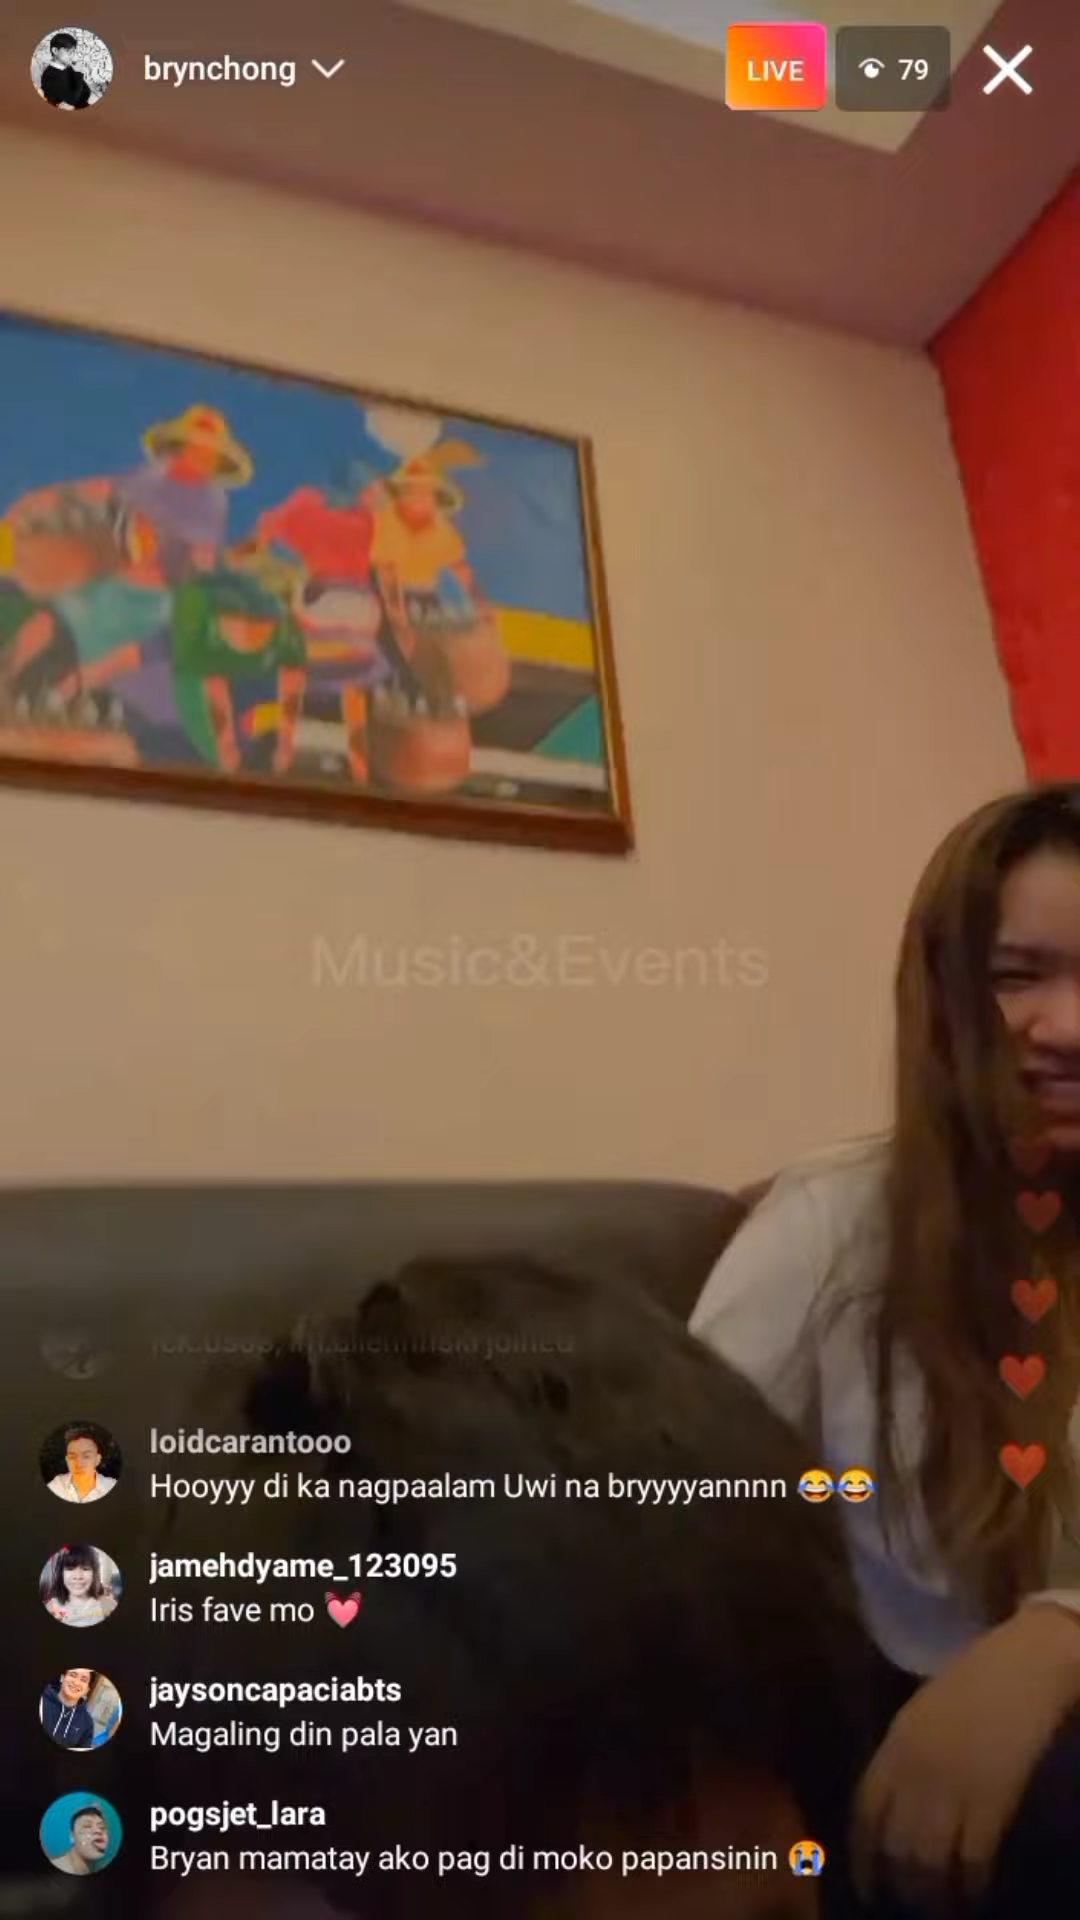 brynchong
LIVE
79
Music&Events
joined
loidcarantooo
Hooyyy di ka nagpaalam Uwi na bryyyyannnn 😂😂
jamehdyame_123095
Iris fave mo 💓
jaysoncapaciabts
Magaling din pala yan
pogsjet_lara
Bryan mamatay ako pag di moko papansinin 😭